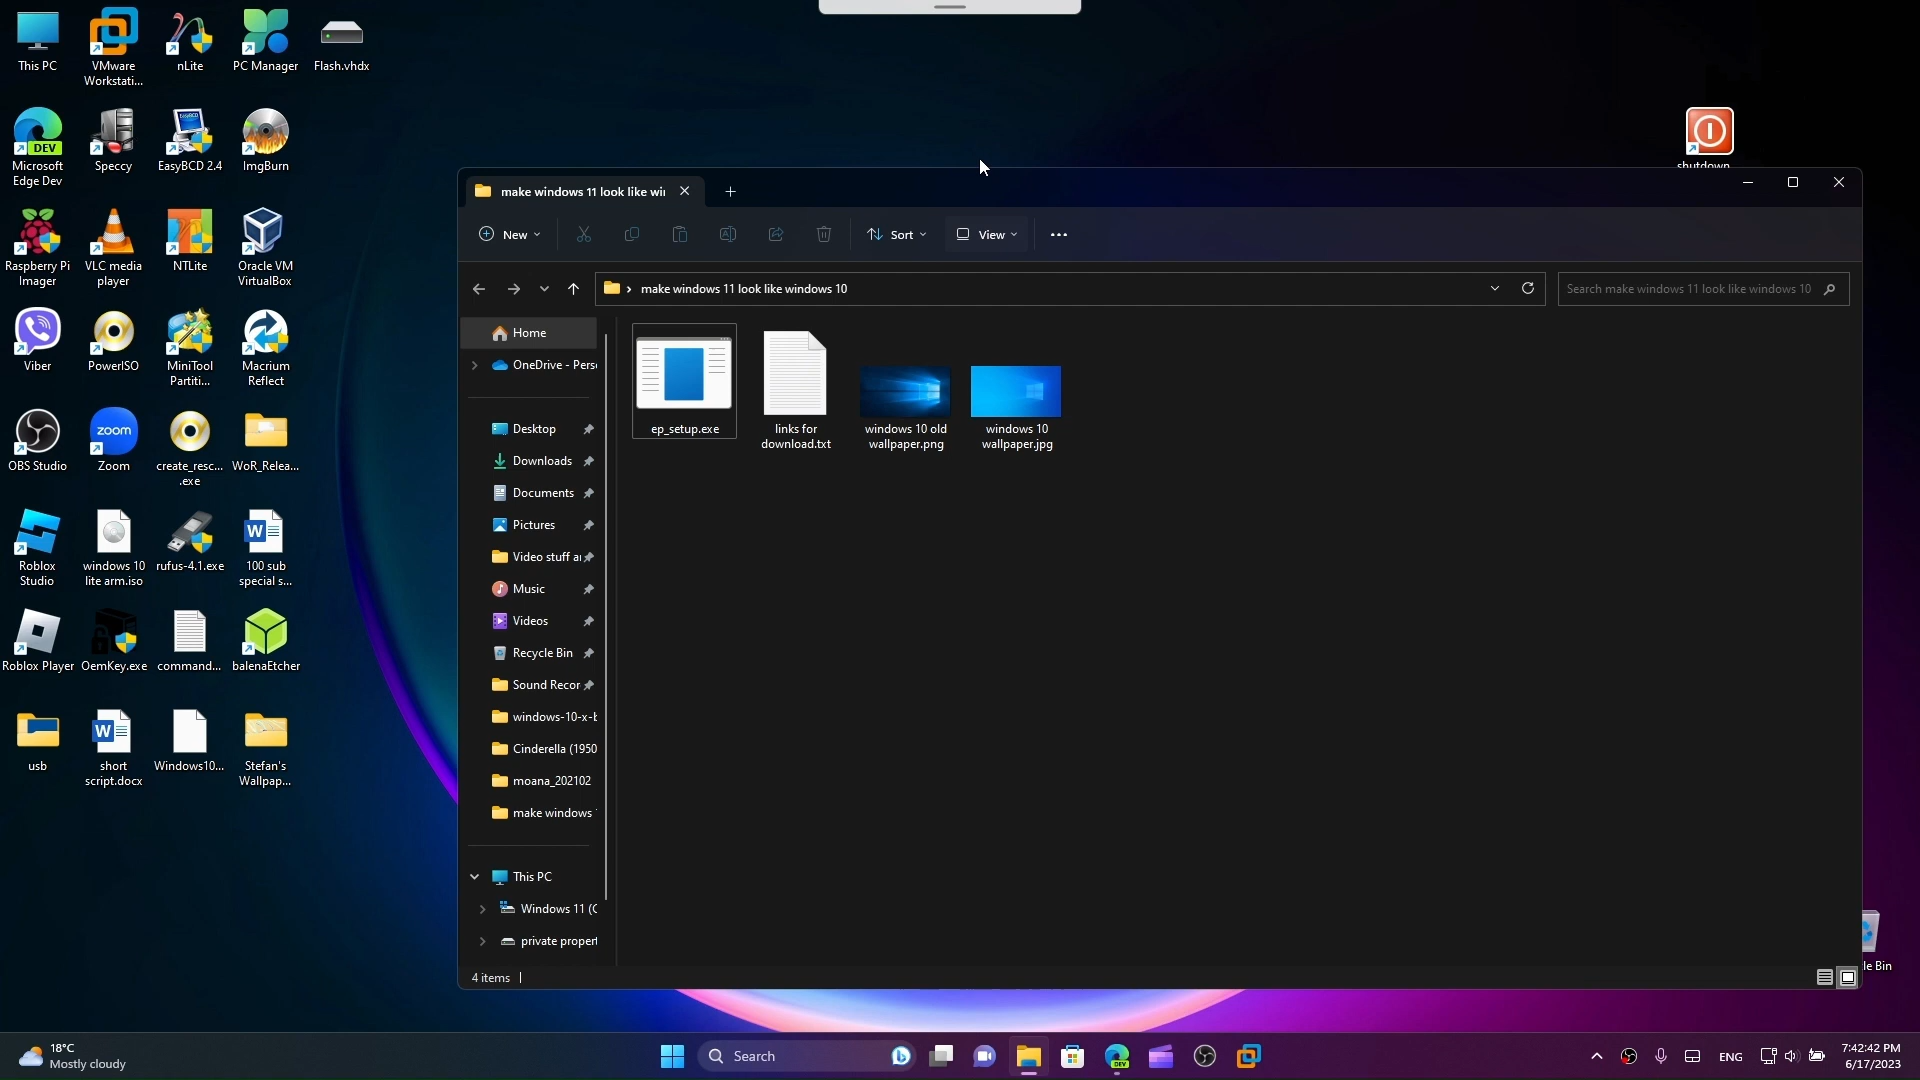 This PC
VMware
Workstati...
nLite
PC Manager
Flash.vhdx
DEV
Microsoft
Edge Dev
Speccy
EasyBCD 2.4
ImgBurn
Raspberry Pi
Imager
VLC media
player
NTLite
Oracle VM
VirtualBox
Viber
PowerISO
MiniTool
Partiti...
Macrium
Reflect
OBS Studio
zoom
Zoom
create_resc...
.exe
WoR_Relea...
Roblox
Studio
windows 10
lite arm.iso
rufus-4.1.exe
100 sub
special s...
Roblox Player
OemKey.exe
command...
balenaEtcher
usb
short
script.docx
Windows10...
Stefan's
Wallpap...
shutdown
make windows 11 look like wi
New
Sort
View
make windows 11 look like windows 10
Search make windows 11 look like windows 10
Home
OneDrive - Pers
Desktop
Downloads
Documents
Pictures
Video stuff a
Music
Videos
Recycle Bin
Sound Recor
windows-10-x-b
Cinderella (1950
moana_202102
make windows
This PC
Windows 11 (C
private propert
ep_setup.exe
links for
download.txt
windows 10 old
wallpaper.png
windows 10
wallpaper.jpg
4 items
le Bin
18°C
Mostly cloudy
Search
DEV
ENG
7:42:42 PM
6/17/2023